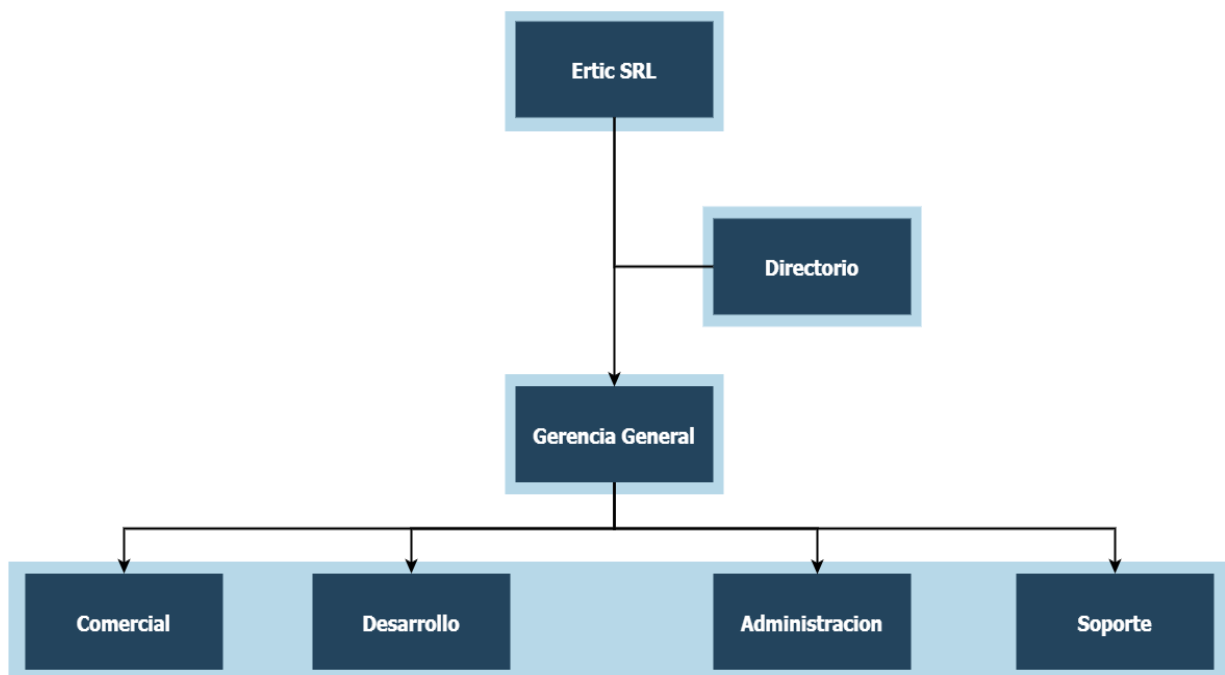 Ertic SRL
Directorio
Gerencia General
Comercial
Desarrollo
Administracion
Soporte